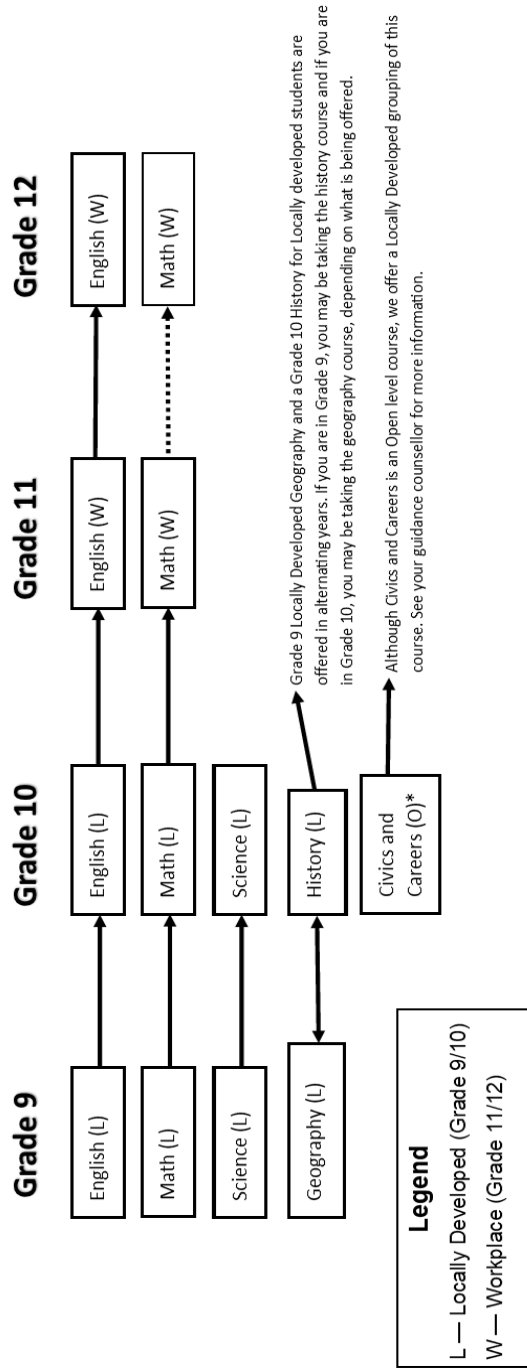 Grade 9
Grade 10
Grade 11
Grade 12
English (L)
English (L)
English (W)
English (W)
Math (L)
Math (L)
Math (W)
Math (W)
Science (L)
Science (L)
Geography (L)
History (L)
Grade 9 Locally Developed Geography and a Grade 10 History for Locally developed students are
offered in alternating years. If you are in Grade 9, you may be taking the history course and if you are
in Grade 10, you may be taking the geography course, depending on what is being offered.
Civics and
Careers (O)*
Although Civics and Careers is an Open level course, we offer a Locally Developed grouping of this
course. See your guidance counsellor for more information.
Legend
L — Locally Developed (Grade 9/10)
W — Workplace (Grade 11/12)